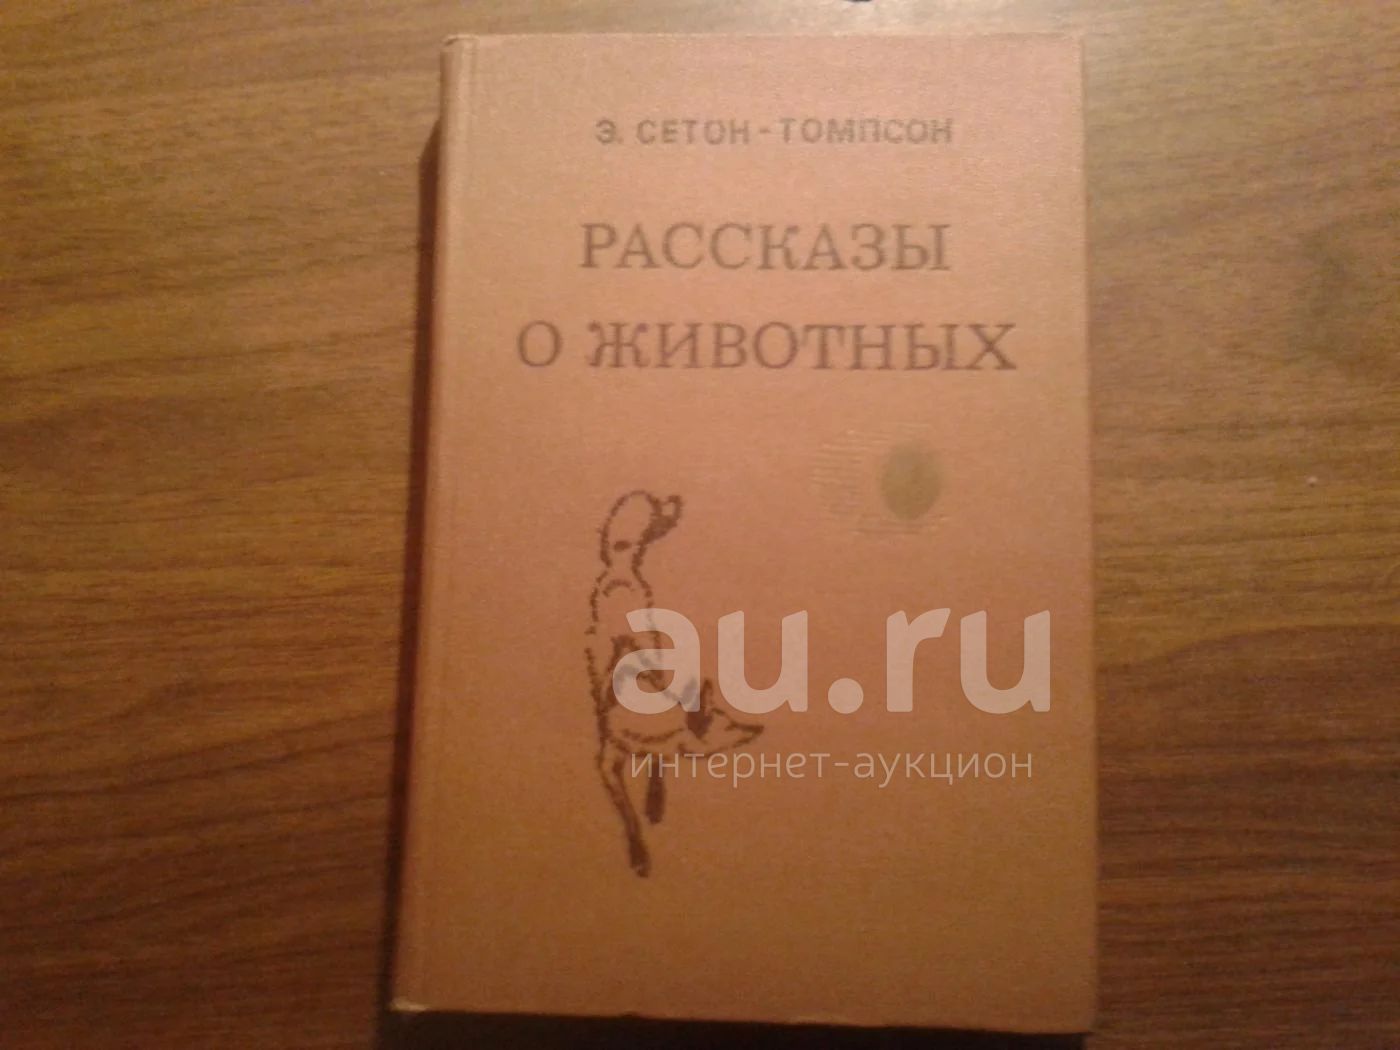 Э. СЕТОН-ТОМПСОН
РАССКАЗЫ
О ЖИВОТНЫХ
au.ru
интернет-аукцион